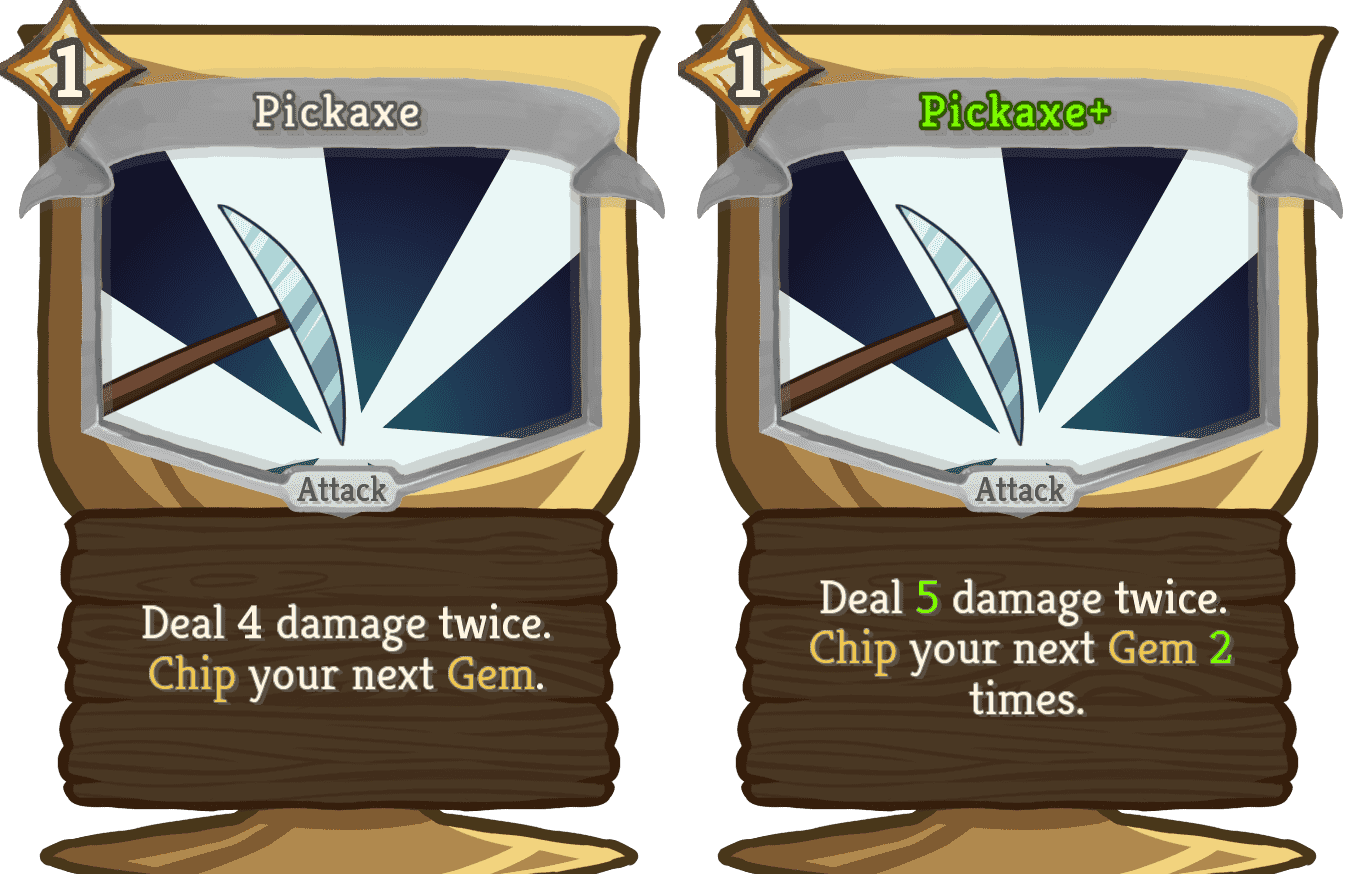 1
Pickaxe
Attack
Deal 4 damage twice.
Chip your next Gem.
1
Pickaxe+
Attack
Deal 5 damage twice.
Chip your next Gem 2
times.